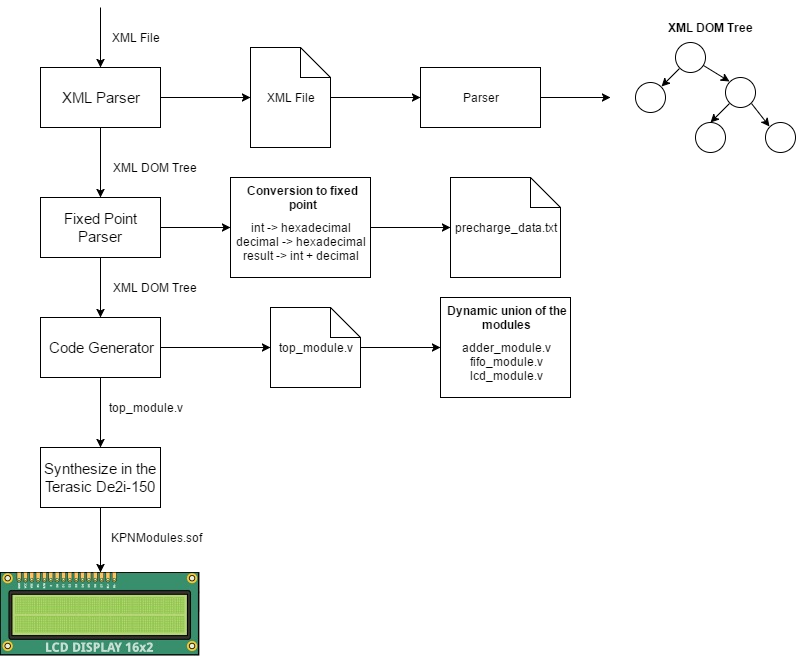 XML DOM Tree
XML File
XML Parser
XML File
Parser
XML DOM Tree
Fixed Point
Parser
Conversion to fixed
point
int -> hexadecimal
decimal -> hexadecimal
result -> int + decimal
precharge_data.txt
XML DOM Tree
Code Generator
top_module.v
Dynamic union of the
modules
adder_module.v
fifo_module.v
lcd_module.v
top_module.v
Synthesize in the
Terasic De2i-150
KPNModules.sof
LCD DISPLAY 16x2